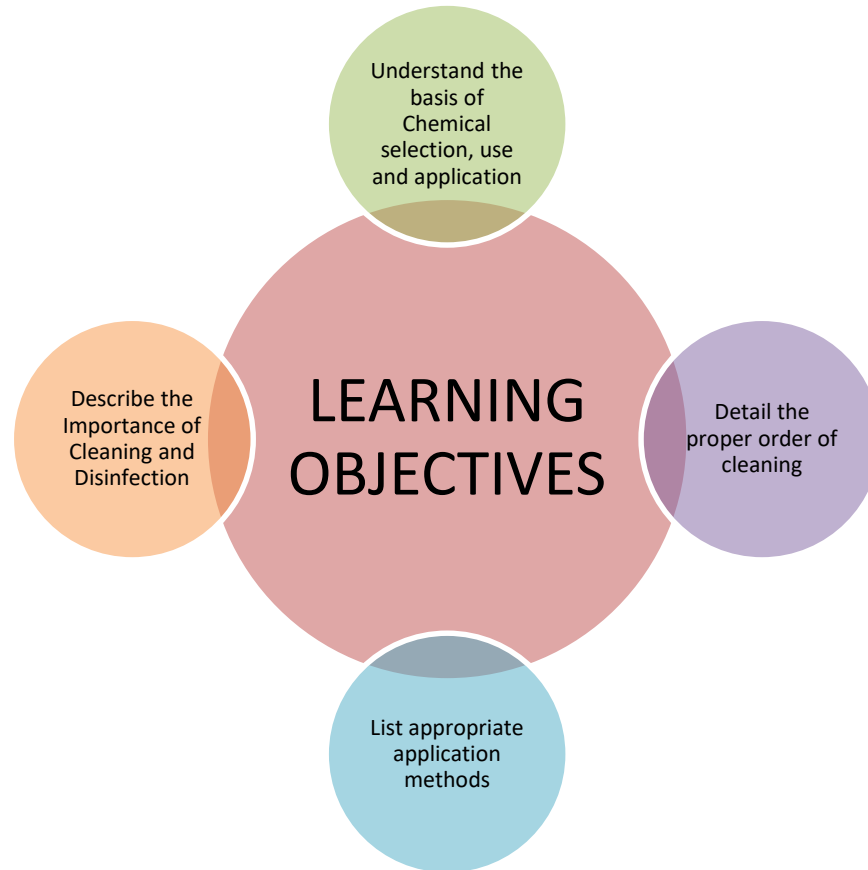 Understand the
basis of
Chemical
selection, use
and application
LEARNING
OBJECTIVES
Detail the
proper order of
cleaning
List appropriate
application
methods
Describe the
Importance of
Cleaning and
Disinfection